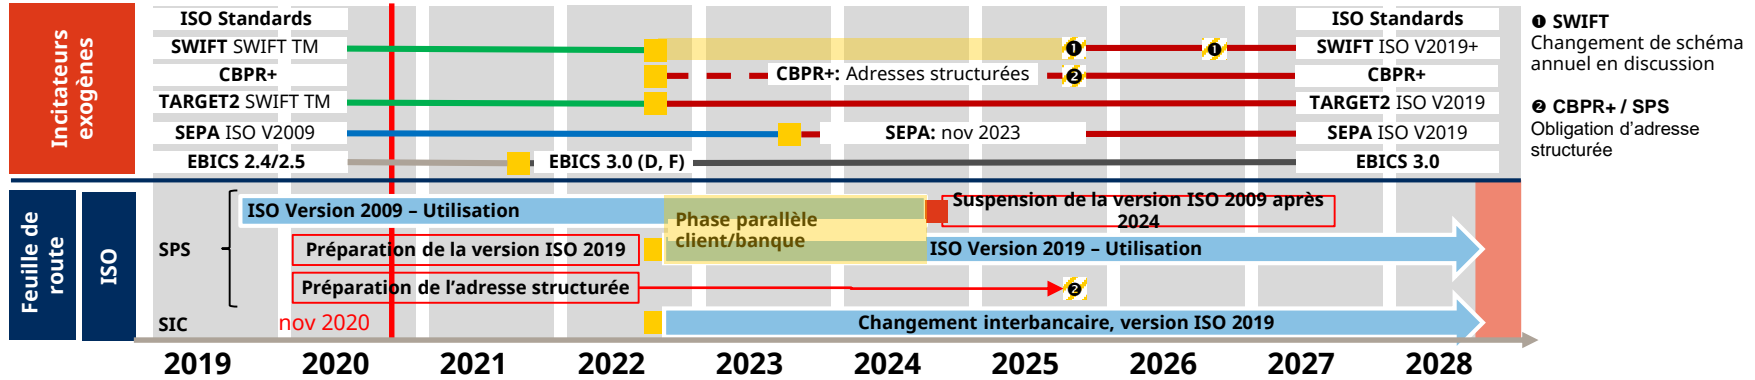 Incitateurs
exogènes
ISO Standards
ISO Standards
SWIFT SWIFT TM
❶
❶
SWIFT ISO V2019+
CBPR+
CBPR+: Adresses structurées
❷
CBPR+
TARGET2 SWIFT TM
TARGET2 ISO V2019
SEPA ISO V2009
SEPA: nov 2023
SEPA ISO V2019
EBICS 2.4/2.5
EBICS 3.0 (D, F)
EBICS 3.0
❶ SWIFT
Changement de schéma
annuel en discussion
❷ CBPR+ / SPS
Obligation d’adresse
structurée
Feuille de
route
ISO
SPS
ISO Version 2009 – Utilisation
Suspension de la version ISO 2009 après
2024
Phase parallèle
client/banque
Préparation de la version ISO 2019
ISO Version 2019 – Utilisation
Préparation de l’adresse structurée
❷
SIC
nov 2020
Changement interbancaire, version ISO 2019
2019 2020 2021 2022 2023 2024 2025 2026 2027 2028